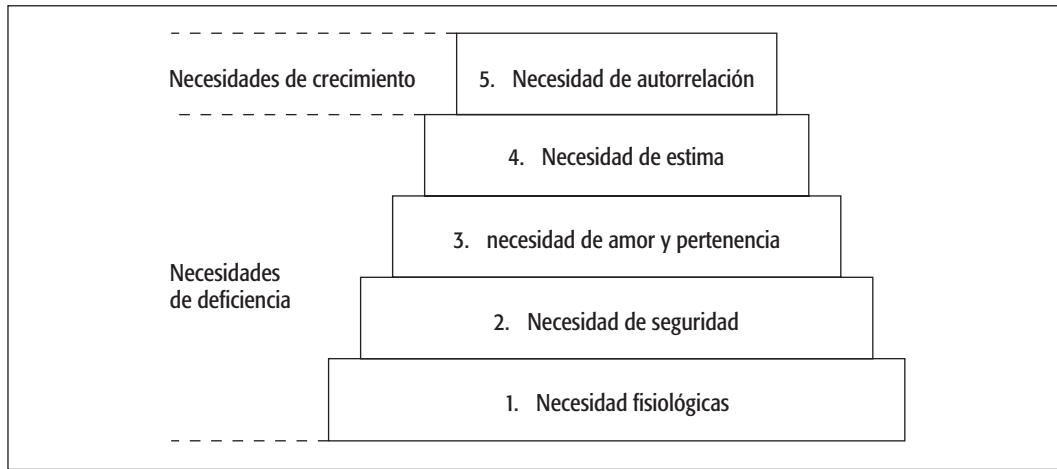 Necesidades de crecimiento
5. Necesidad de autorrelación
4. Necesidad de estima
3. necesidad de amor y pertenencia
Necesidades
de deficiencia
2. Necesidad de seguridad
1. Necesidad fisiológicas